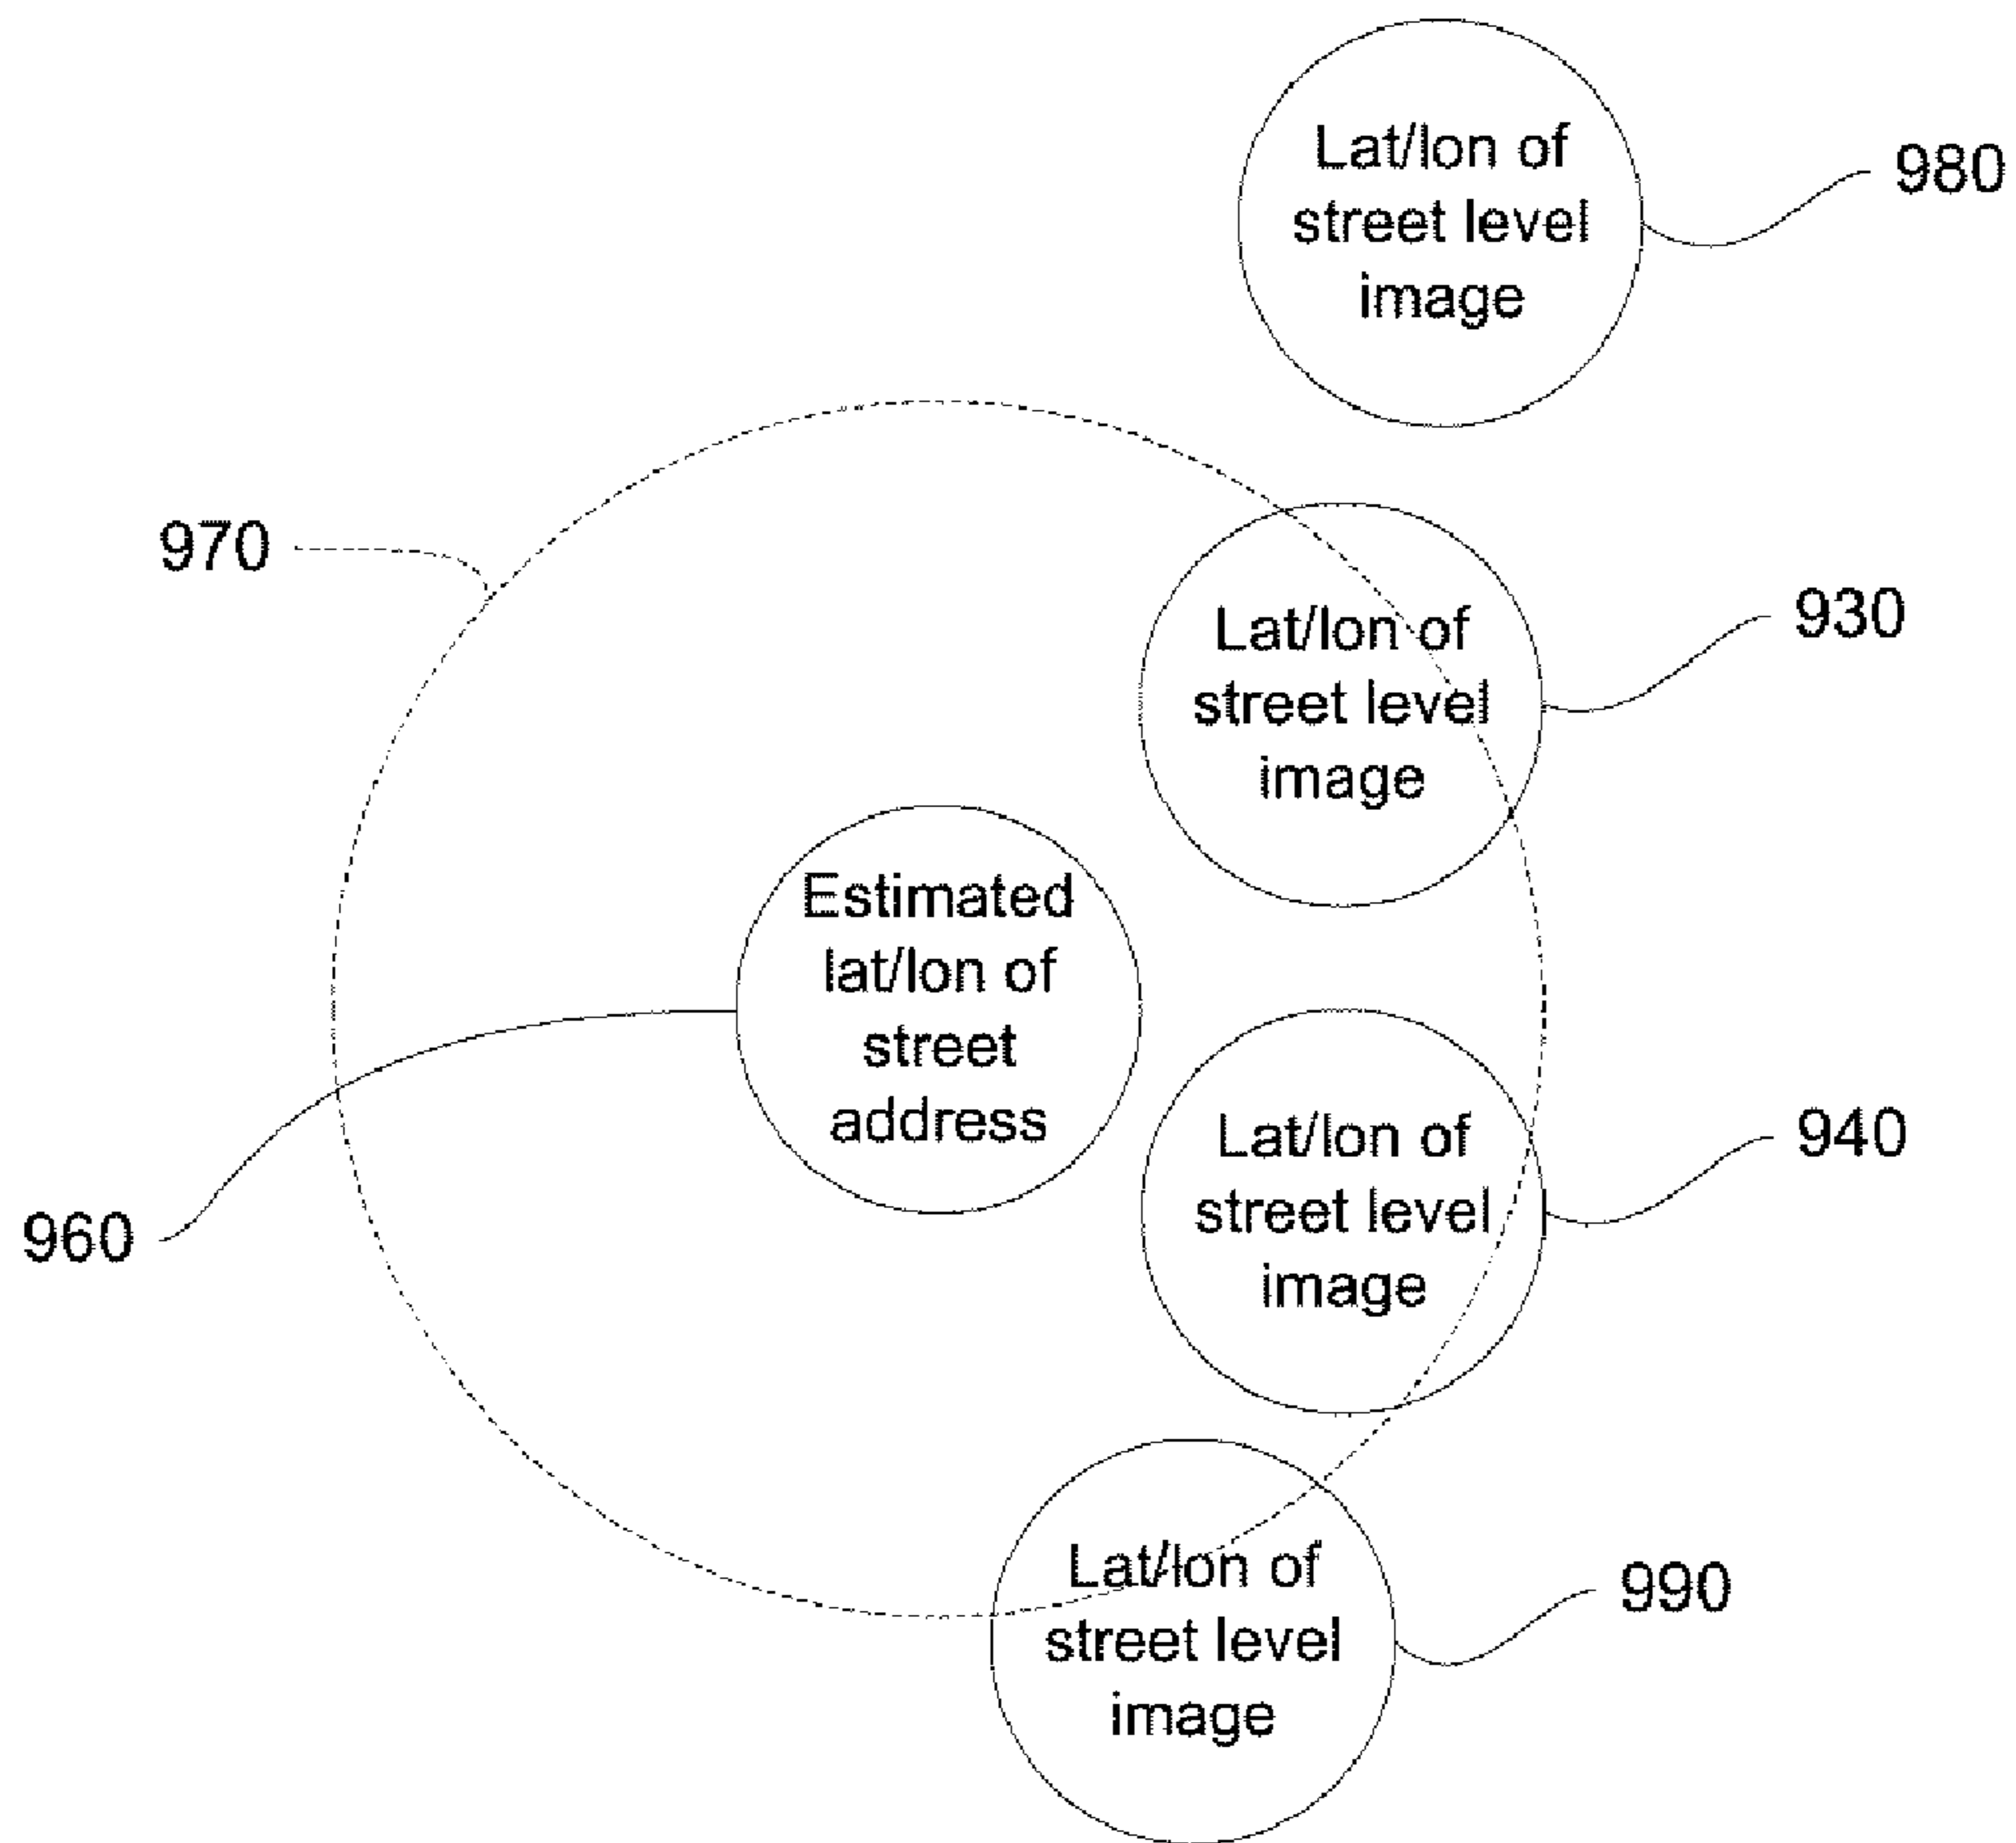 Lat/lon of
street level
image
980
970
Lat/lon of
street level
image
930
Estimated
lat/lon of
street
address
960
Lat/lon of
street level
image
940
Lat/lon of
street level
image
990